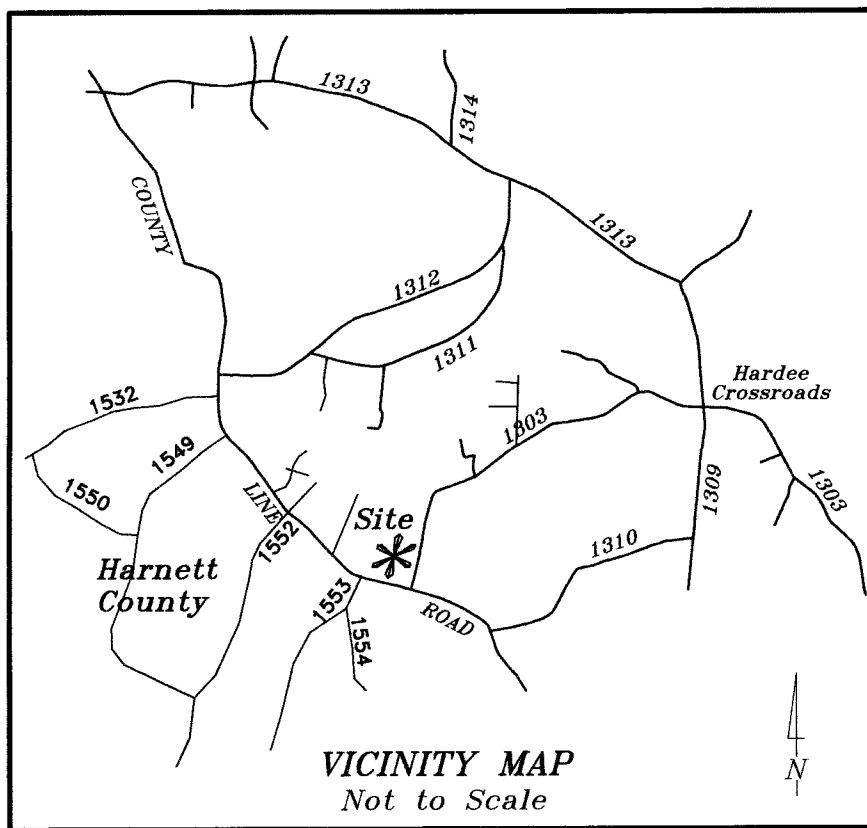 1313
1314
COUNTY
1313
1312
1311
Hardee
Crossroads
1532
1303
1549
1550
LINE
Site
1309
1303
1552
1310
Harnett
County
1553
ROAD
1554
VICINITY MAP
Not to Scale
N